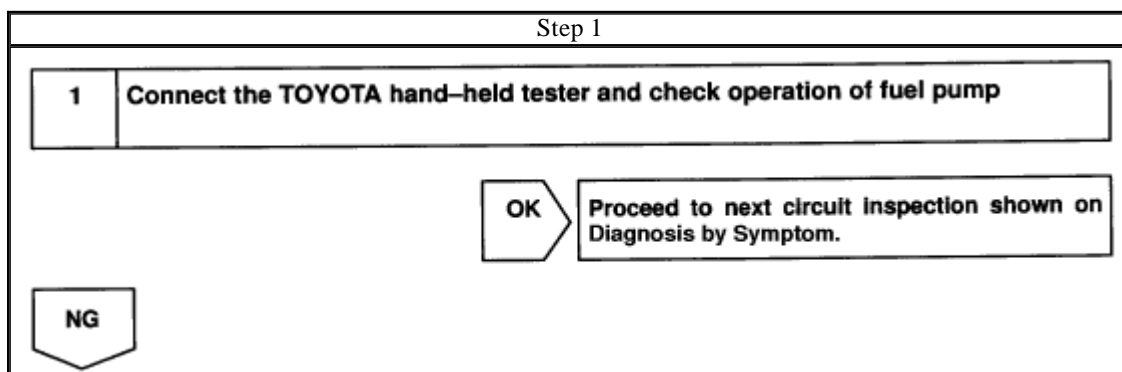 Step 1
1 Connect the TOYOTA hand–held tester and check operation of fuel pump
OK Proceed to next circuit inspection shown on
Diagnosis by Symptom.
NG